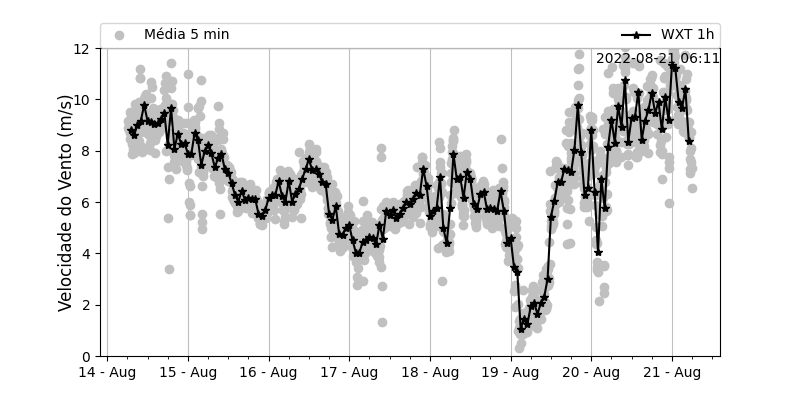 Média 5 min
WXT 1h
2022-08-21 06:11
Velocidade do Vento (m/s)
12
10
8
6
4
2
0
14 - Aug
15 - Aug
16 - Aug
17 - Aug
18 - Aug
19 - Aug
20 - Aug
21 - Aug